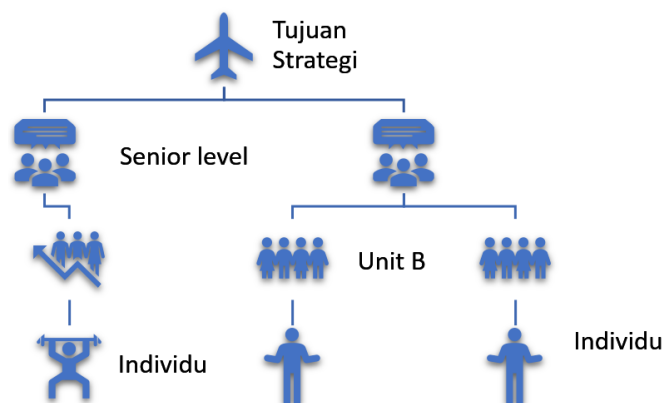 Tujuan
Strategi
Senior level
Unit B
Individu
Individu